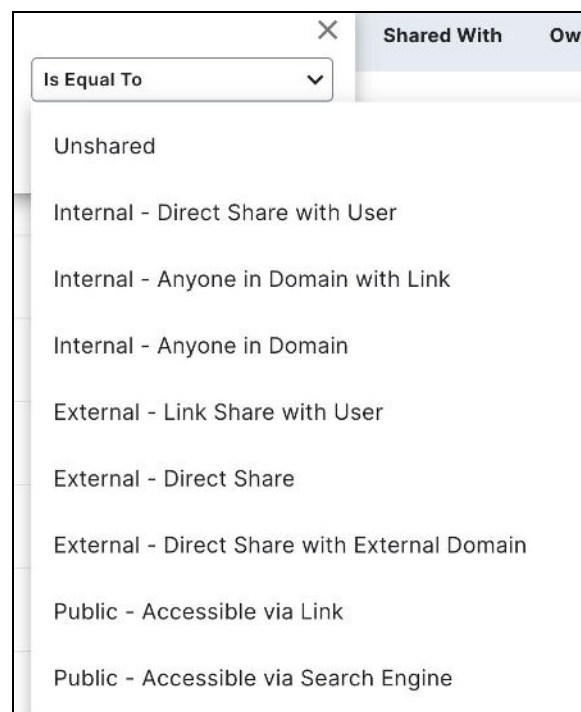 Shared With
Is Equal To
Unshared
Internal - Direct Share with User
Internal - Anyone in Domain with Link
Internal - Anyone in Domain
External - Link Share with User
External - Direct Share
External - Direct Share with External Domain
Public - Accessible via Link
Public - Accessible via Search Engine